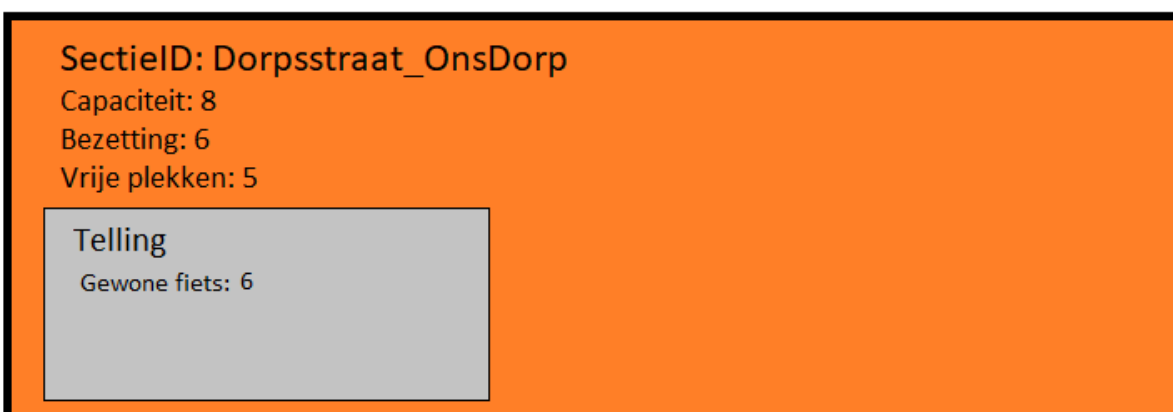 SectieID: Dorpsstraat_OnsDorp
Capaciteit: 8
Bezetting: 6
Vrije plekken: 5
Telling
Gewone fiets: 6